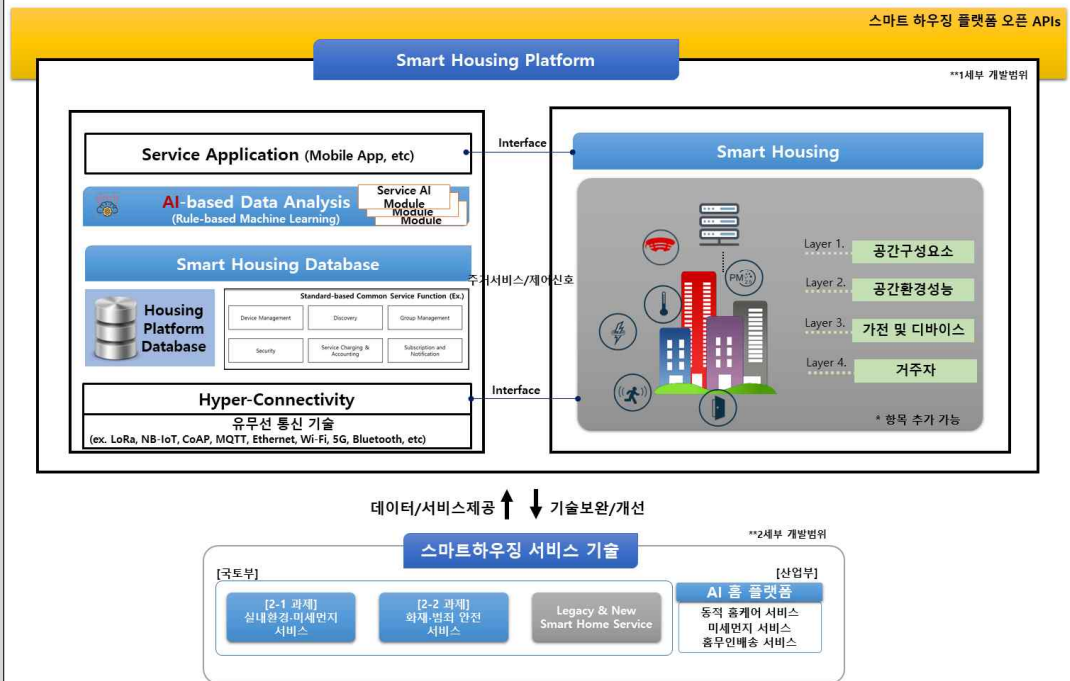 스마트 하우징 플랫폼 오픈 APIs
Smart Housing Platform
**1세부 개발범위
Service Application (Mobile App, etc)
Interface
Smart Housing
AI-based Data Analysis
(Rule-based Machine Learning)
Service AI
Module
Module
Module
Smart Housing Database
주거서비스/제어신호
Housing
Platform
Database
Standard-based Common Service Function (Ex.)
Device Management
Discovery
Group Management
Security
Service Charging &
Accounting
Subscription and
Notification
PM
2.5
Layer 1.
공간구성요소
Layer 2.
공간환경성능
Layer 3.
가전 및 디바이스
Layer 4.
거주자
* 항목 추가 가능
Hyper-Connectivity
Interface
유무선 통신 기술
(ex. LoRa, NB-IoT, CoAP, MQTT, Ethernet, Wi-Fi, 5G, Bluetooth, etc)
데이터/서비스제공
기술보완/개선
**2세부 개발범위
스마트하우징 서비스 기술
[국토부]
[산업부]
[2-1 과제]
실내환경·미세먼지
서비스
[2-2 과제]
화재·범죄 안전
서비스
Legacy & New
Smart Home Service
AI 홈 플랫폼
동적 홈케어 서비스
미세먼지 서비스
홈무인배송 서비스